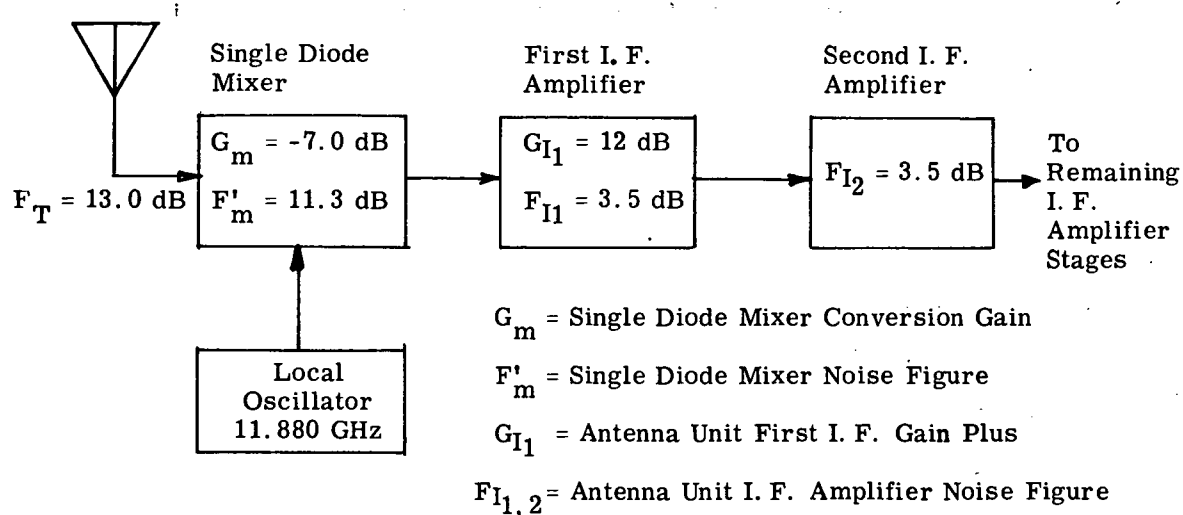 Single Diode
Mixer
First I. F.
Amplifier
Second I. F.
Amplifier
G_m = -7.0 dB
F'_m = 11.3 dB
G_I1 = 12 dB
F_I1 = 3.5 dB
F_I2 = 3.5 dB
To
Remaining
I. F.
Amplifier
Stages
F_T = 13.0 dB
Local
Oscillator
11.880 GHz
G_m = Single Diode Mixer Conversion Gain
F'_m = Single Diode Mixer Noise Figure
G_I1 = Antenna Unit First I. F. Gain Plus
F_I1, 2 = Antenna Unit I. F. Amplifier Noise Figure